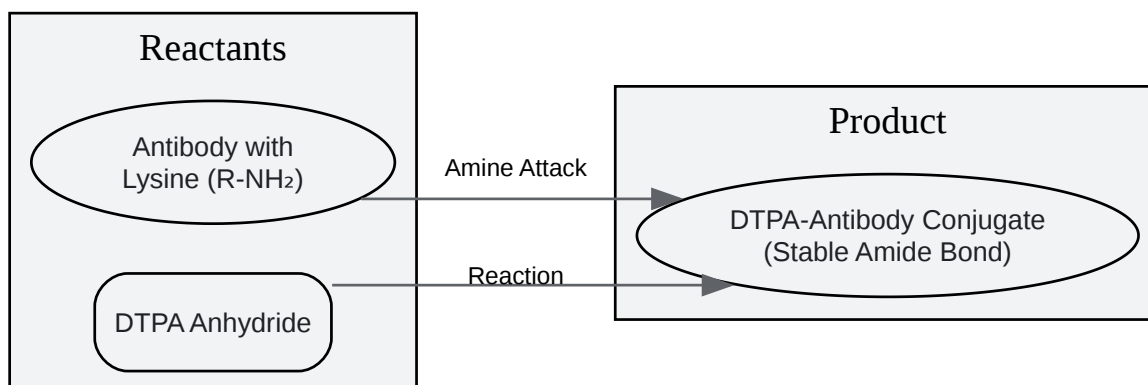 Reactants
Antibody with
Lysine (R-NH₂)
DTPA Anhydride
Amine Attack
Reaction
Product
DTPA-Antibody Conjugate
(Stable Amide Bond)